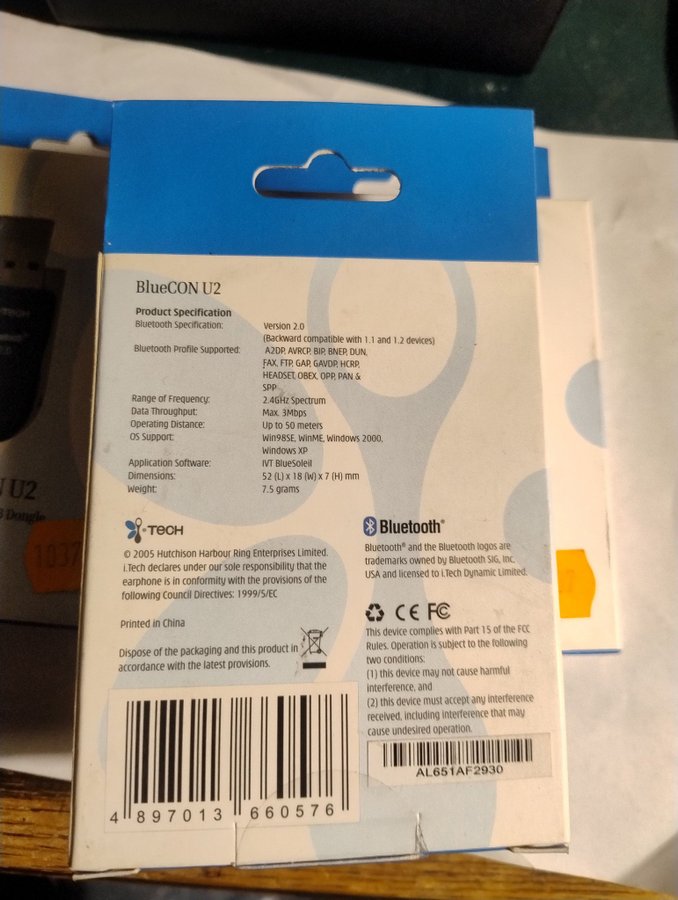 BlueCON U2
Product Specification
Bluetooth Specification: Version 2.0
(Backward compatible with 1.1 and 1.2 devices)
Bluetooth Profile Supported: A2DP, AVRCP, BIP, BNEP, DUN,
FAX, FTP, GAP, GAVDP, HCRP,
HEADSET, OBEX, OPP, PAN &
SPP
Range of Frequency: 2.4GHz Spectrum
Data Throughput: Max. 3Mbps
Operating Distance: Up to 50 meters
OS Support: Win98SE, WinME, Windows 2000,
Windows XP
Application Software: IVT BlueSoleil
Dimensions: 52 (L) x 18 (W) x 7 (H) mm
Weight: 7.5 grams
i·TECH
© 2005 Hutchison Harbour Ring Enterprises Limited.
i.Tech declares under our sole responsibility that the
earphone is in conformity with the provisions of the
following Council Directives: 1999/5/EC
Printed in China
Dispose of the packaging and this product in
accordance with the latest provisions.
4 897013 660576
Bluetooth®
Bluetooth® and the Bluetooth logos are
trademarks owned by Bluetooth SIG, Inc.
USA and licensed to i.Tech Dynamic Limited.
CE FC
This device complies with Part 15 of the FCC
Rules. Operation is subject to the following
two conditions:
(1) this device may not cause harmful
interference, and
(2) this device must accept any interference
received, including interference that may
cause undesired operation.
AL651AF2930
TECH
U2
Dongle
1037